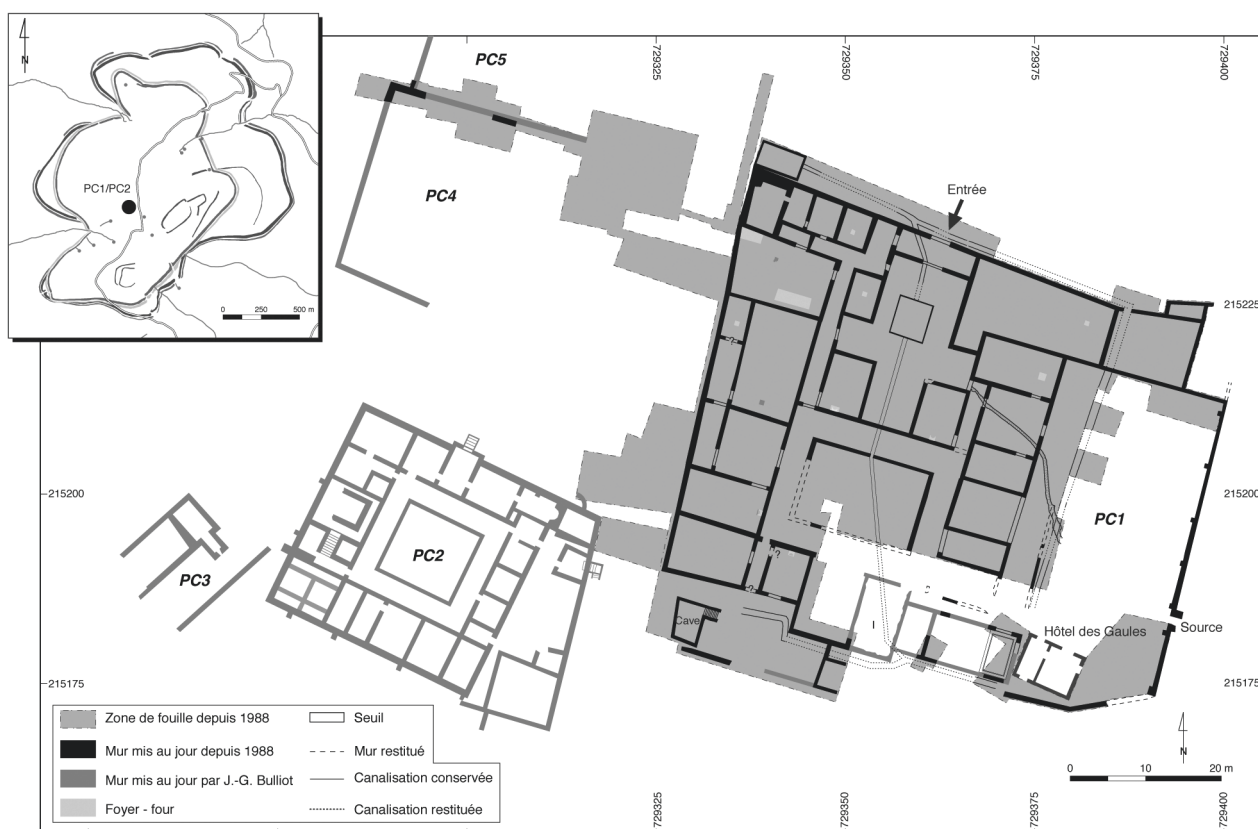 N
PC1/PC2
0 250 500 m
729325
729350
729375
729400
PC5
PC4
Entrée
215225
215200
215200
PC1
PC2
PC3
Cave
?
?
?
I
Hôtel des Gaules
Source
215175
215175
Zone de fouille depuis 1988
Seuil
Mur mis au jour depuis 1988
Mur restitué
Mur mis au jour par J.-G. Bulliot
Canalisation conservée
Foyer - four
Canalisation restituée
N
0 10 20 m
729325
729350
729375
729400